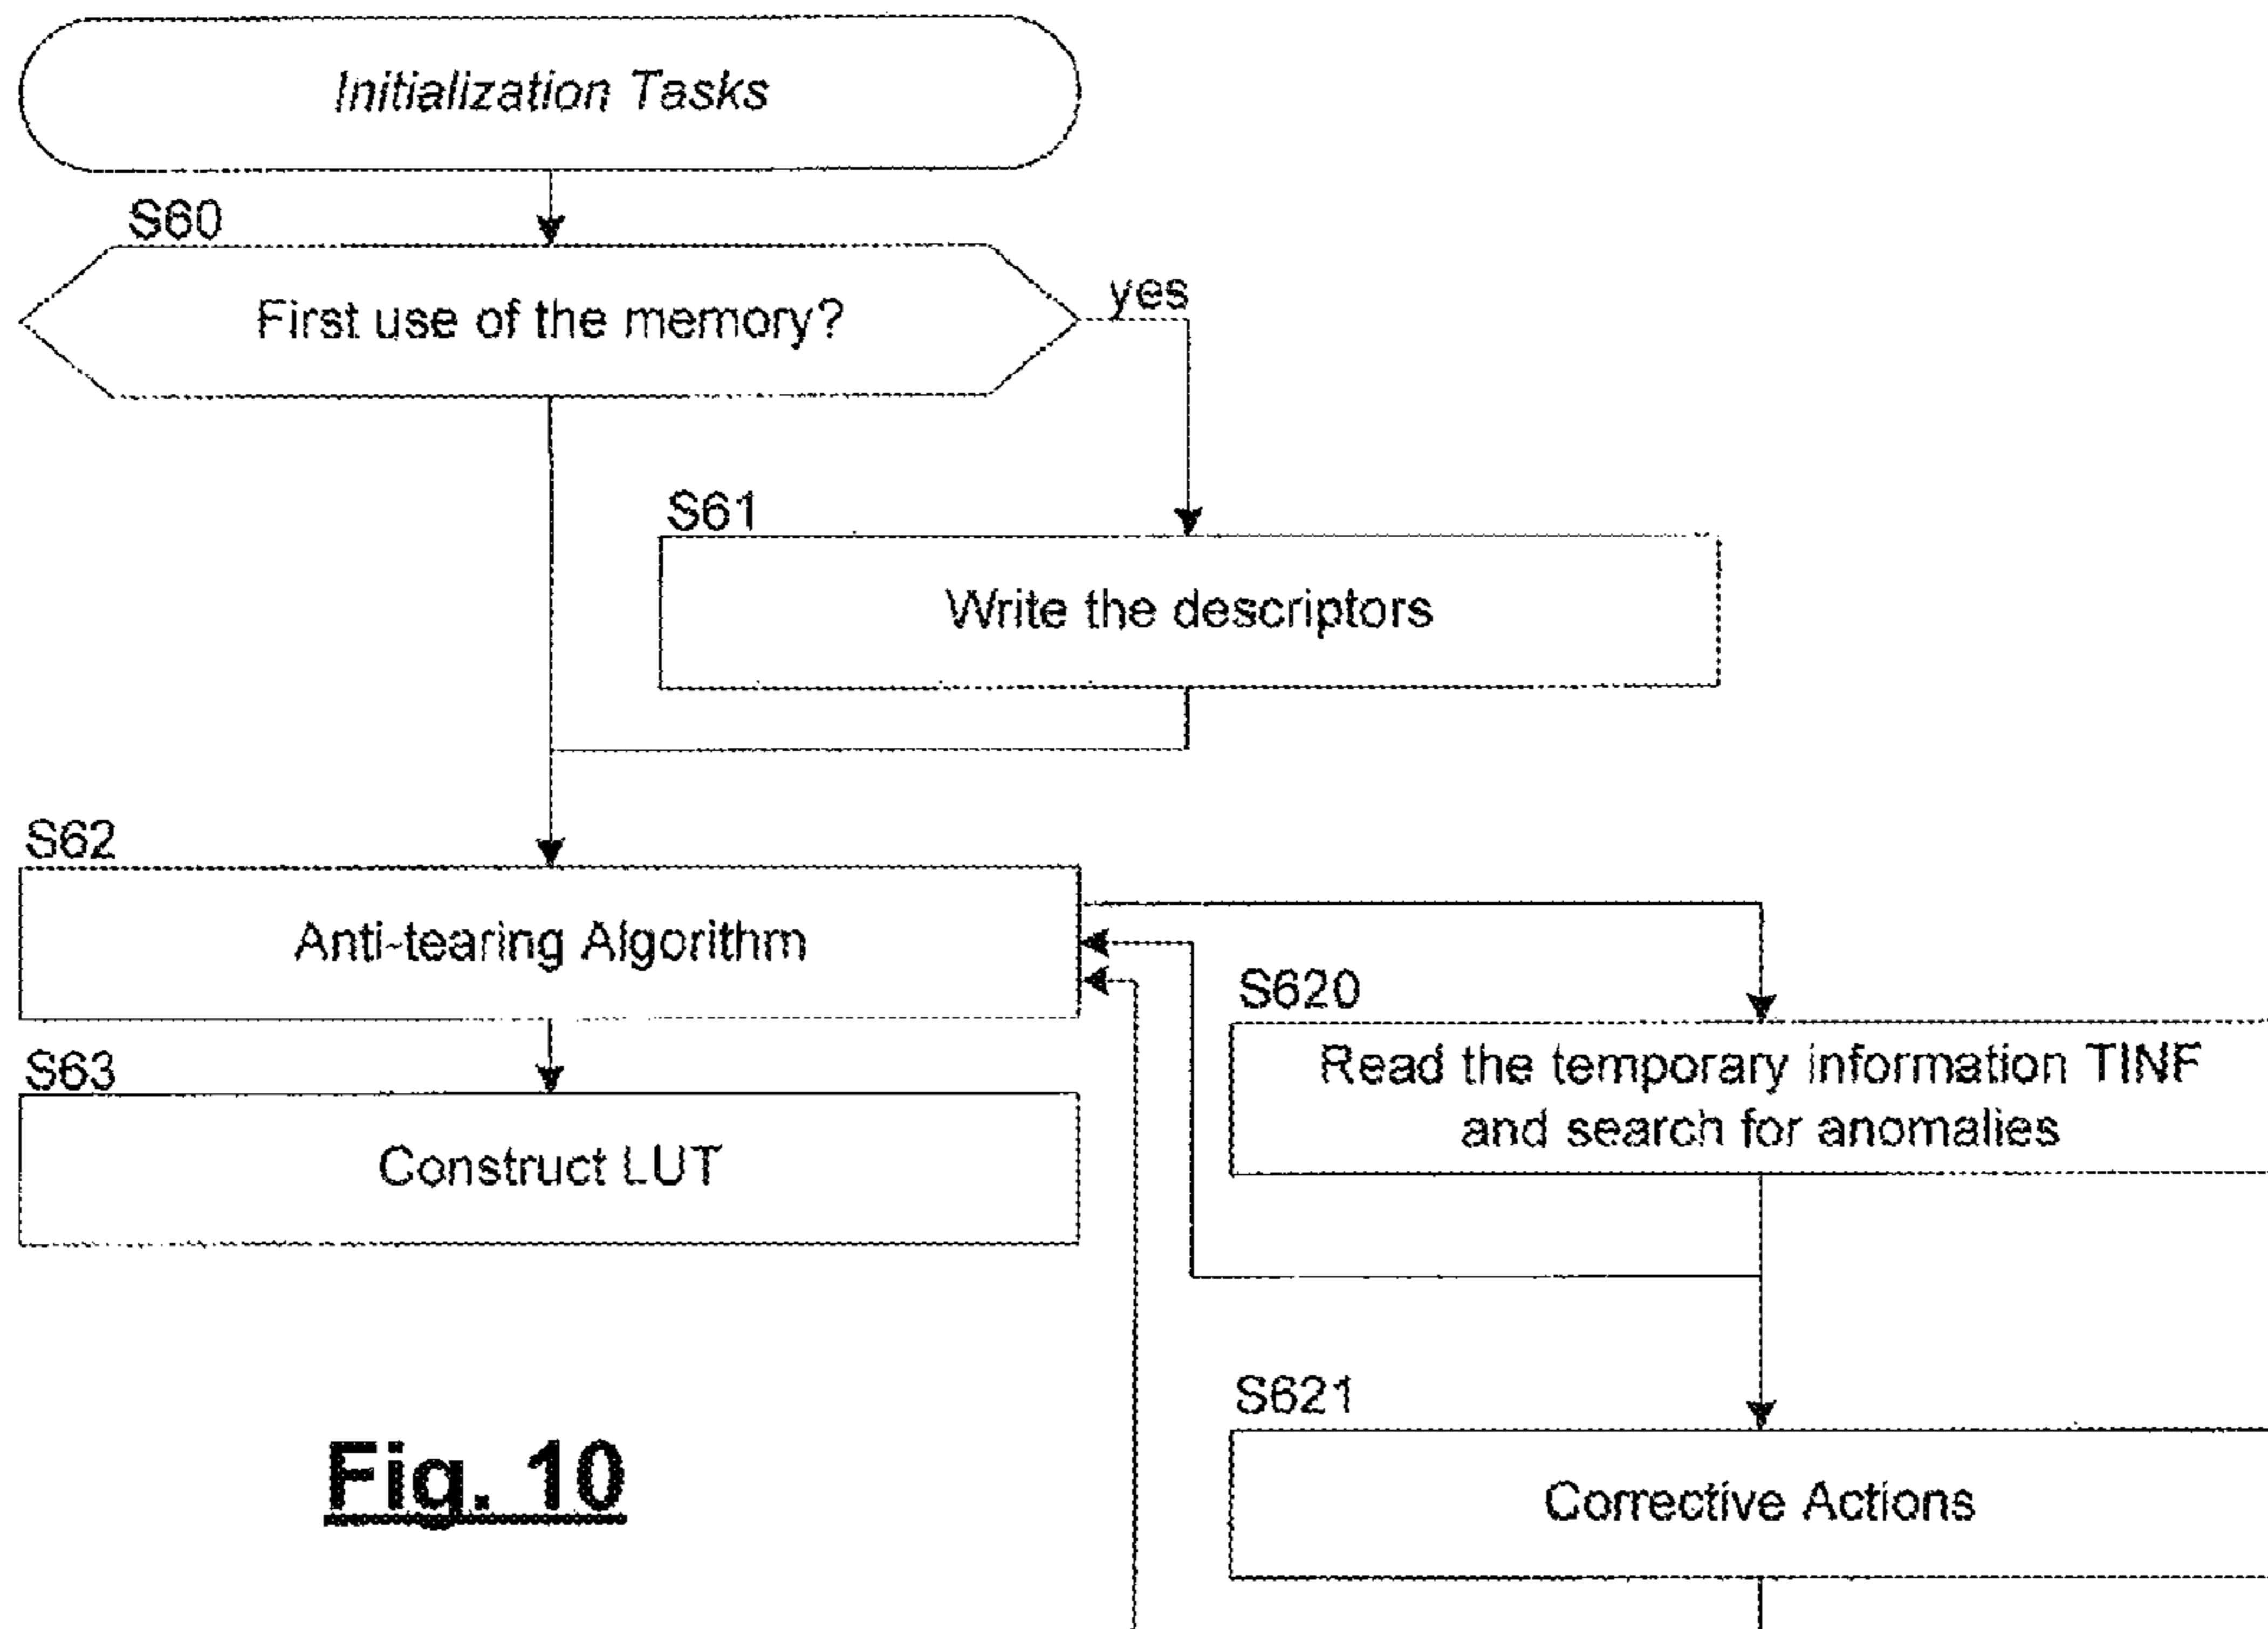 Initialization Tasks
S60
First use of the memory?
yes
S61
Write the descriptors
S62
Anti-tearing Algorithm
S620
Read the temporary information TINF
and search for anomalies
S63
Construct LUT
S621
Corrective Actions
Fig. 10